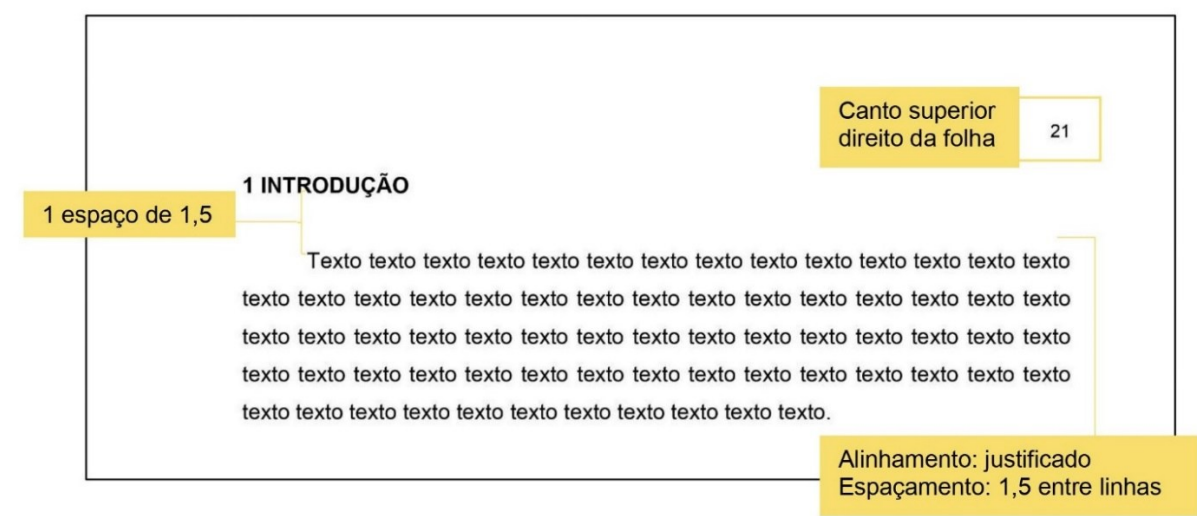 Canto superior
direito da folha
21
1 INTRODUÇÃO
1 espaço de 1,5
Texto texto texto texto texto texto texto texto texto texto texto texto texto texto
texto texto texto texto texto texto texto texto texto texto texto texto texto texto texto
texto texto texto texto texto texto texto texto texto texto texto texto texto texto texto
texto texto texto texto texto texto texto texto texto texto texto texto texto texto texto
texto texto texto texto texto texto texto texto texto texto texto.
Alinhamento: justificado
Espaçamento: 1,5 entre linhas